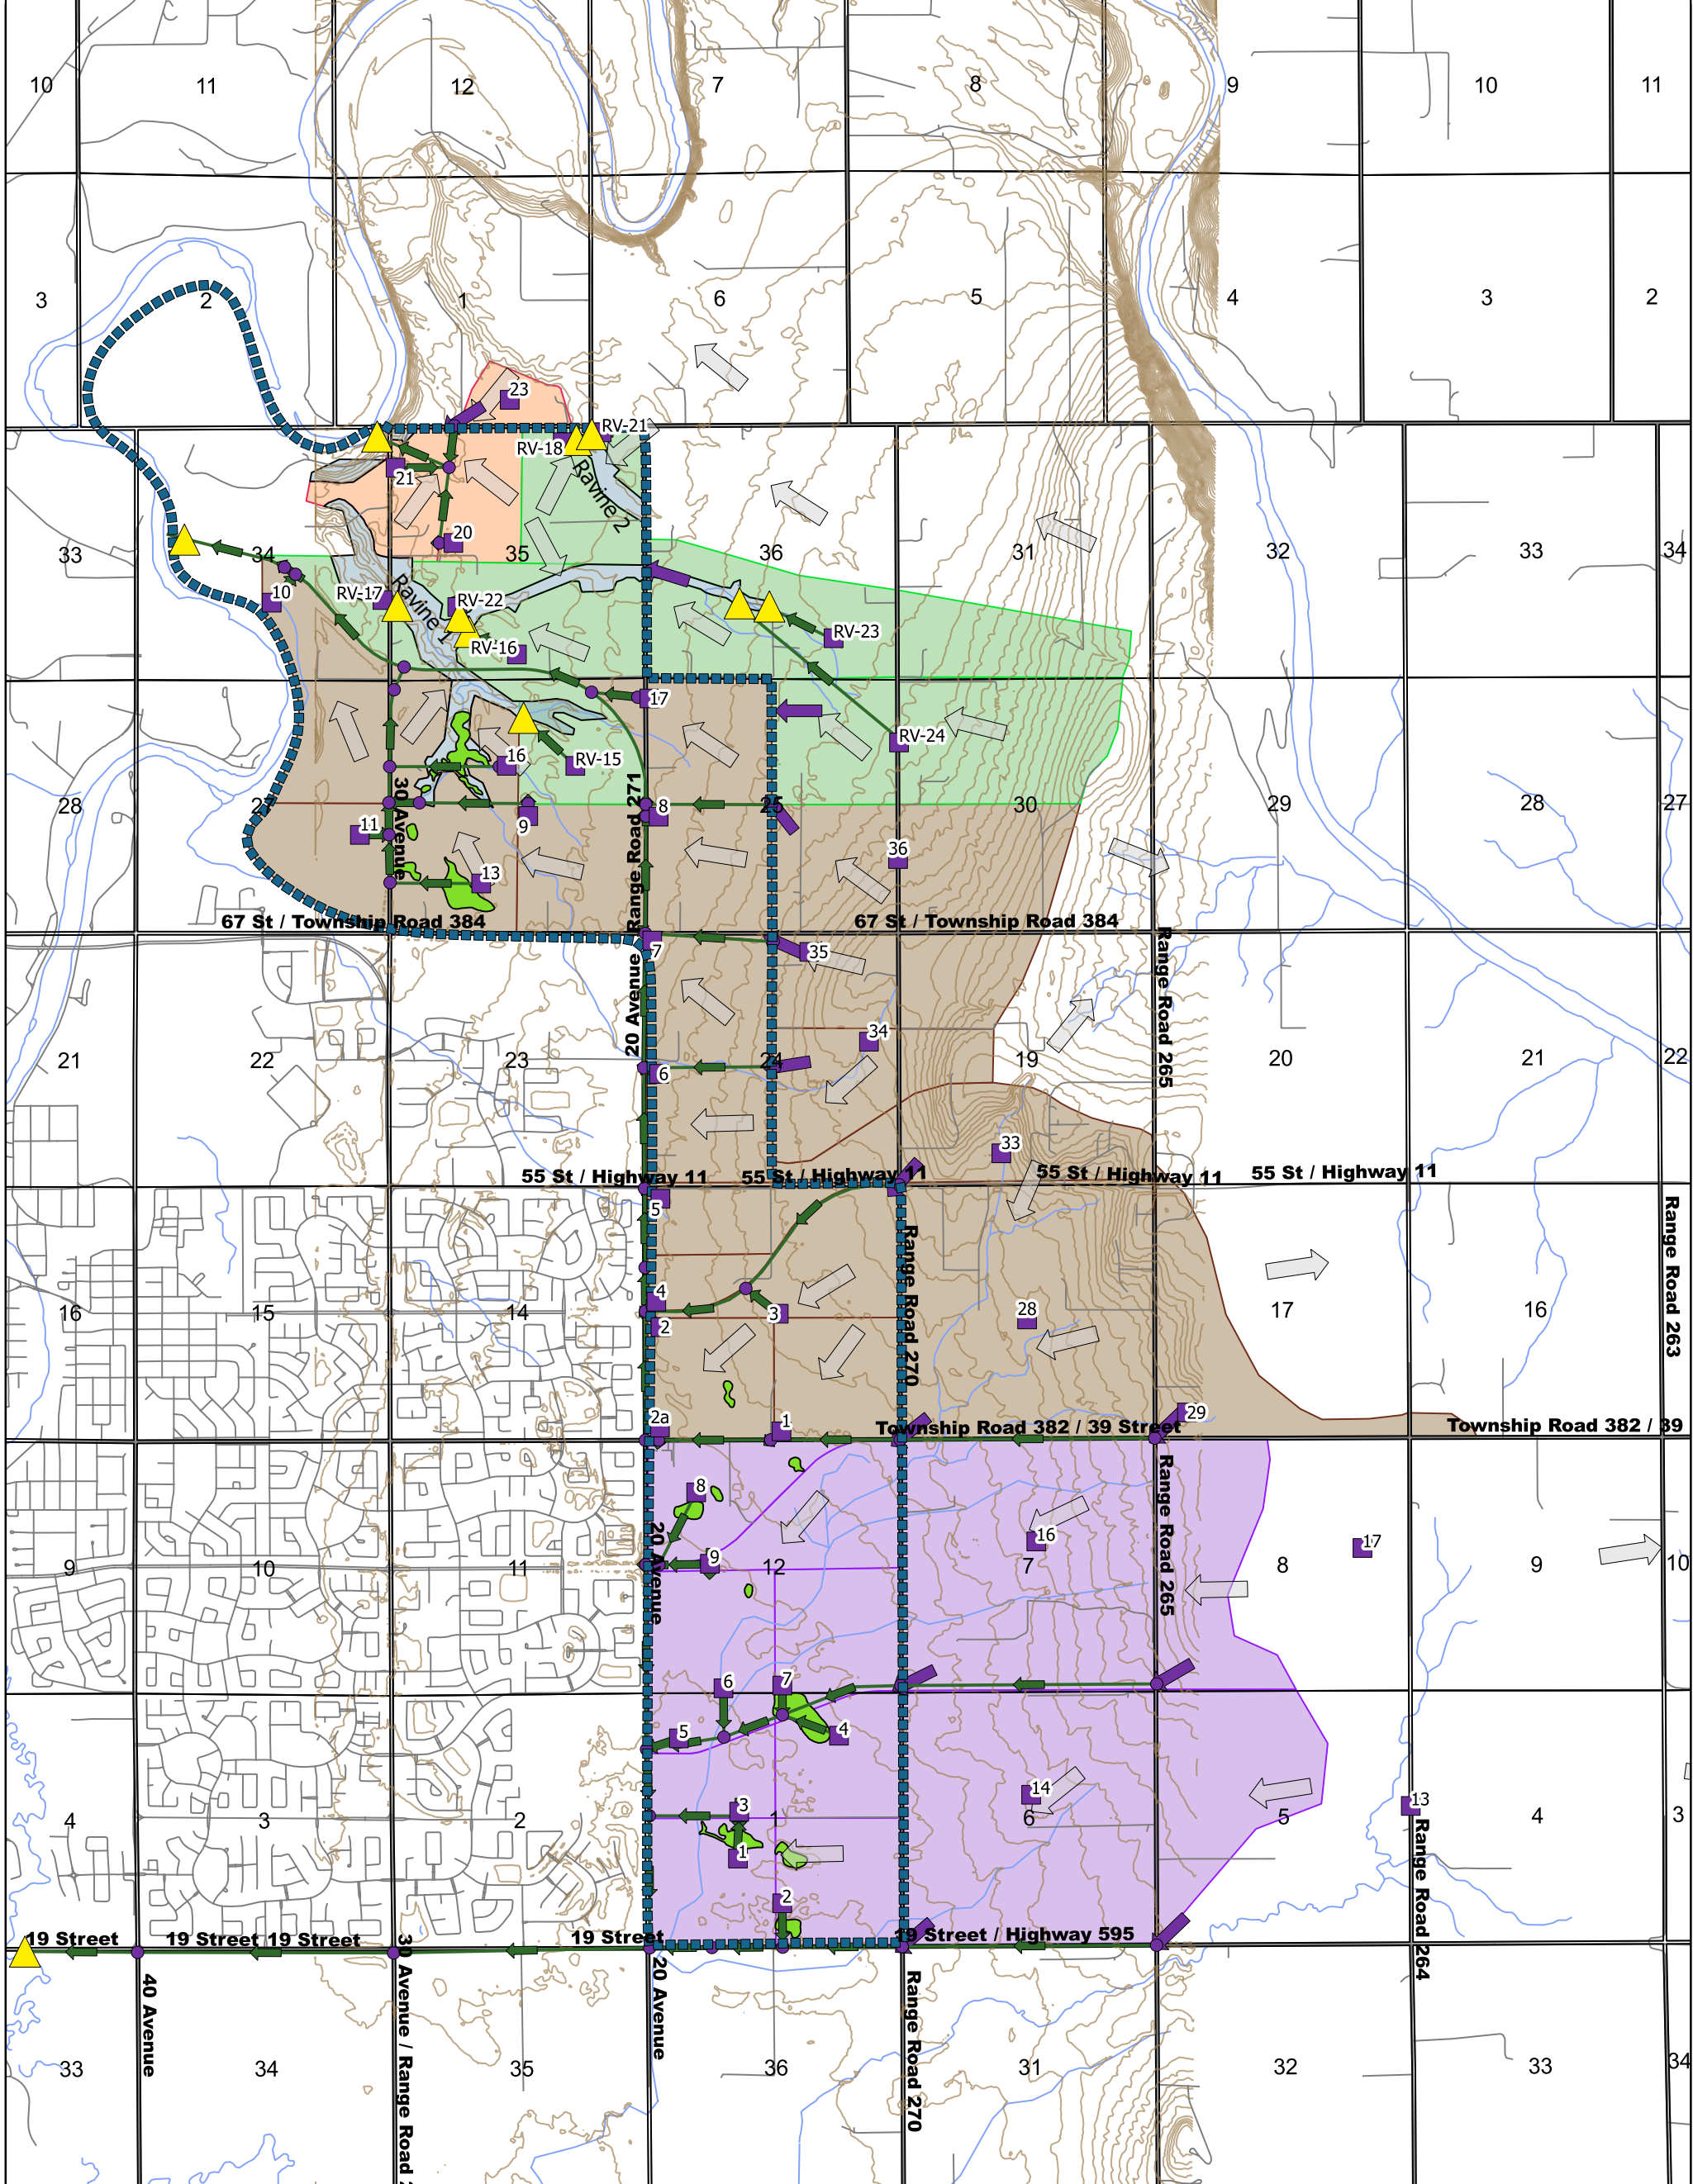 10 11 12 7 8 9 10 11
3 2 1 6 5 4 3 2
23
RV-21
RV-18
21
Ravine 2
20
33 34 35 36 31 32 33 34
10
RV-17
Ravine 1
RV-22
RV-23
RV-16
17
RV-24
16
RV-15
28 27 30 Avenue 9 20 Avenue Range Road 271 8 25 30 29 28 27
11
36
13
67 St / Township Road 384
67 St / Township Road 384
7
35
Range Road 265
34
21 22 23 24 19 20 21 22
6
33
55 St / Highway 11
55 St / Highway 11
55 St / Highway 11
55 St / Highway 11
5
Range Road 270
Range Road 263
4
16 15 14 3 28 17 16
2
2a
1
29
Township Road 382 / 39 Street
Township Road 382 / 39
8
20 Avenue
Range Road 265
16
17
9 10 11 9 12 7 8 9 10
6
7
5
4
14
13
3
4 3 2 1 6 5 4 3
1
Range Road 264
2
19 Street
19 Street
19 Street
19 Street
19 Street / Highway 595
40 Avenue
30 Avenue / Range Road
20 Avenue
Range Road 270
33 34 35 36 31 32 33 34